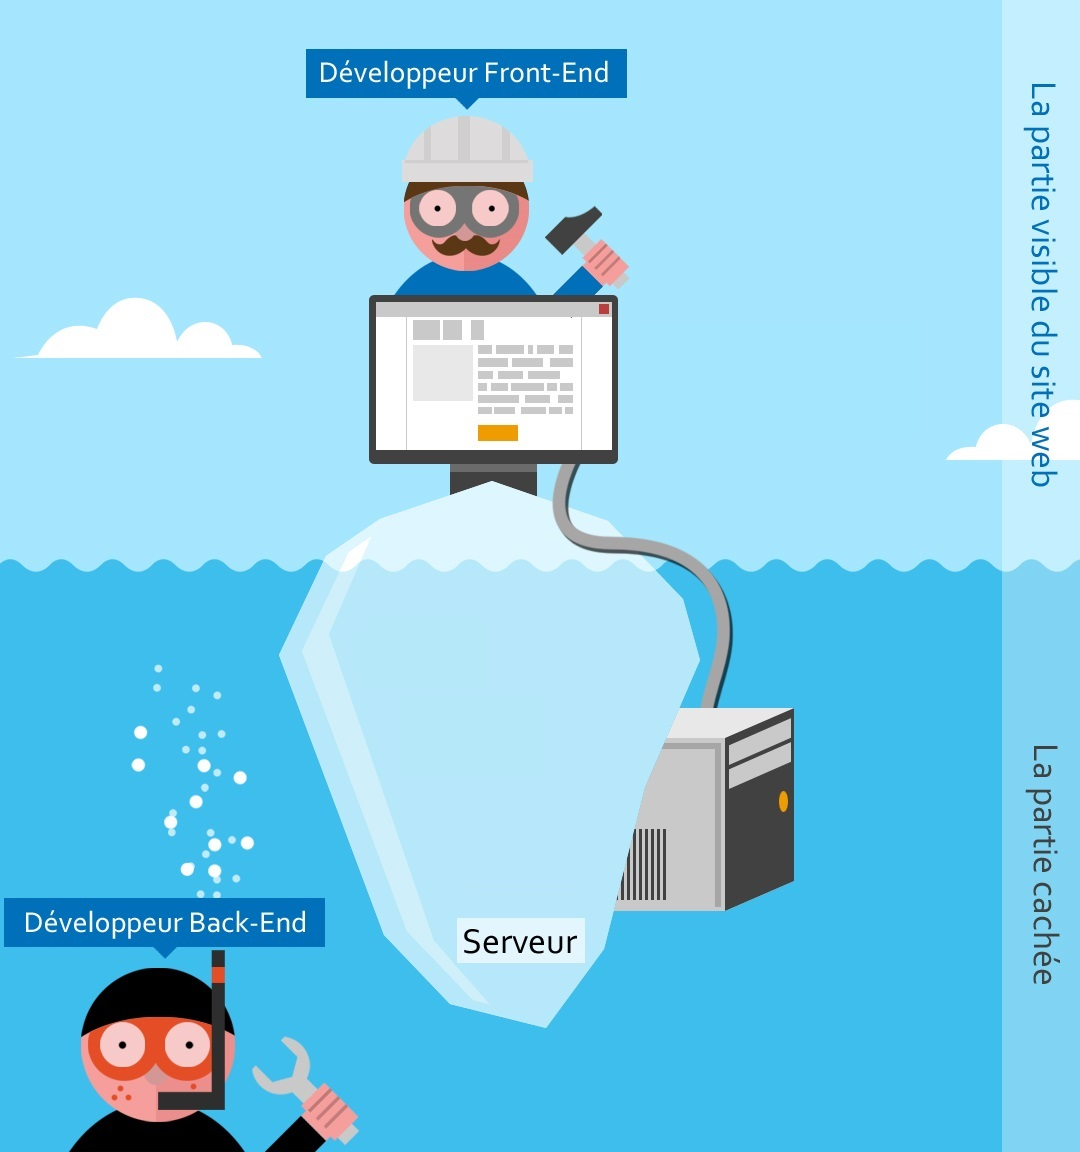 Développeur Front-End
La partie visible du site web
Développeur Back-End
Serveur
La partie cachée